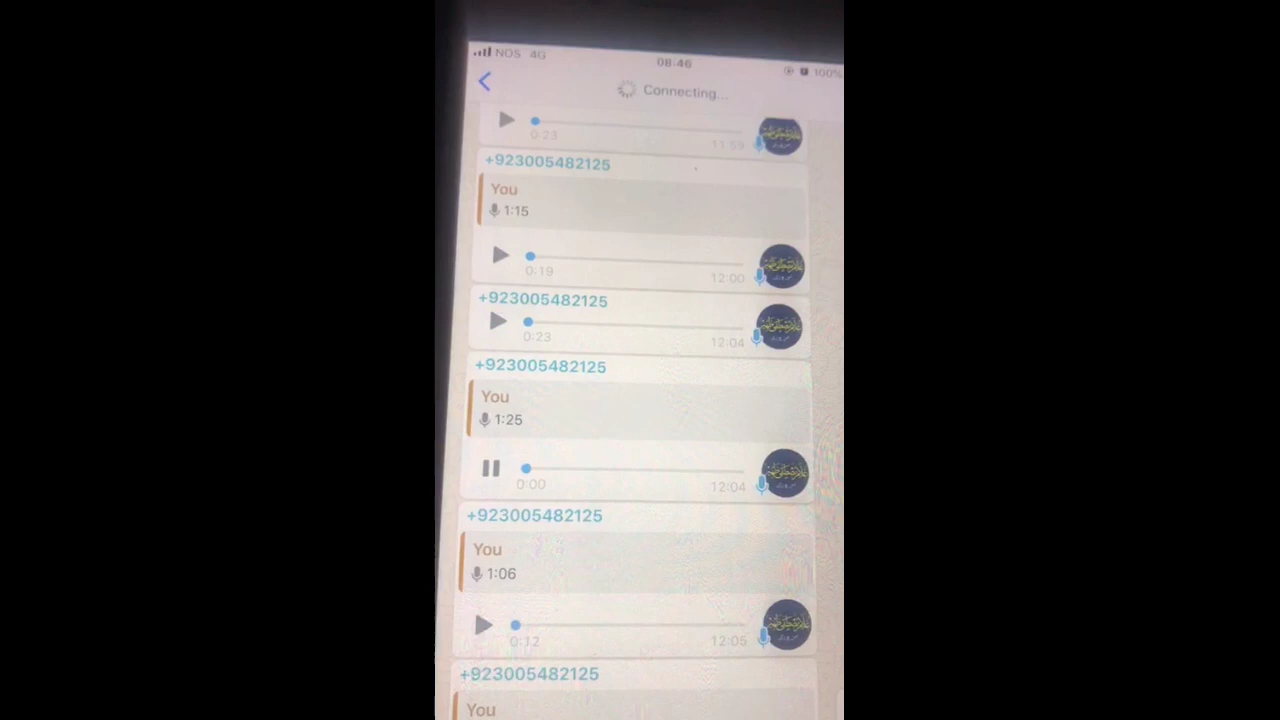 NOS 4G 08:46 100%
Connecting...
0:23 11:59
+923005482125
You
1:15
0:19 12:00
+923005482125
0:23 12:04
+923005482125
You
1:25
0:00 12:04
+923005482125
You
1:06
0:12 12:05
+923005482125
You